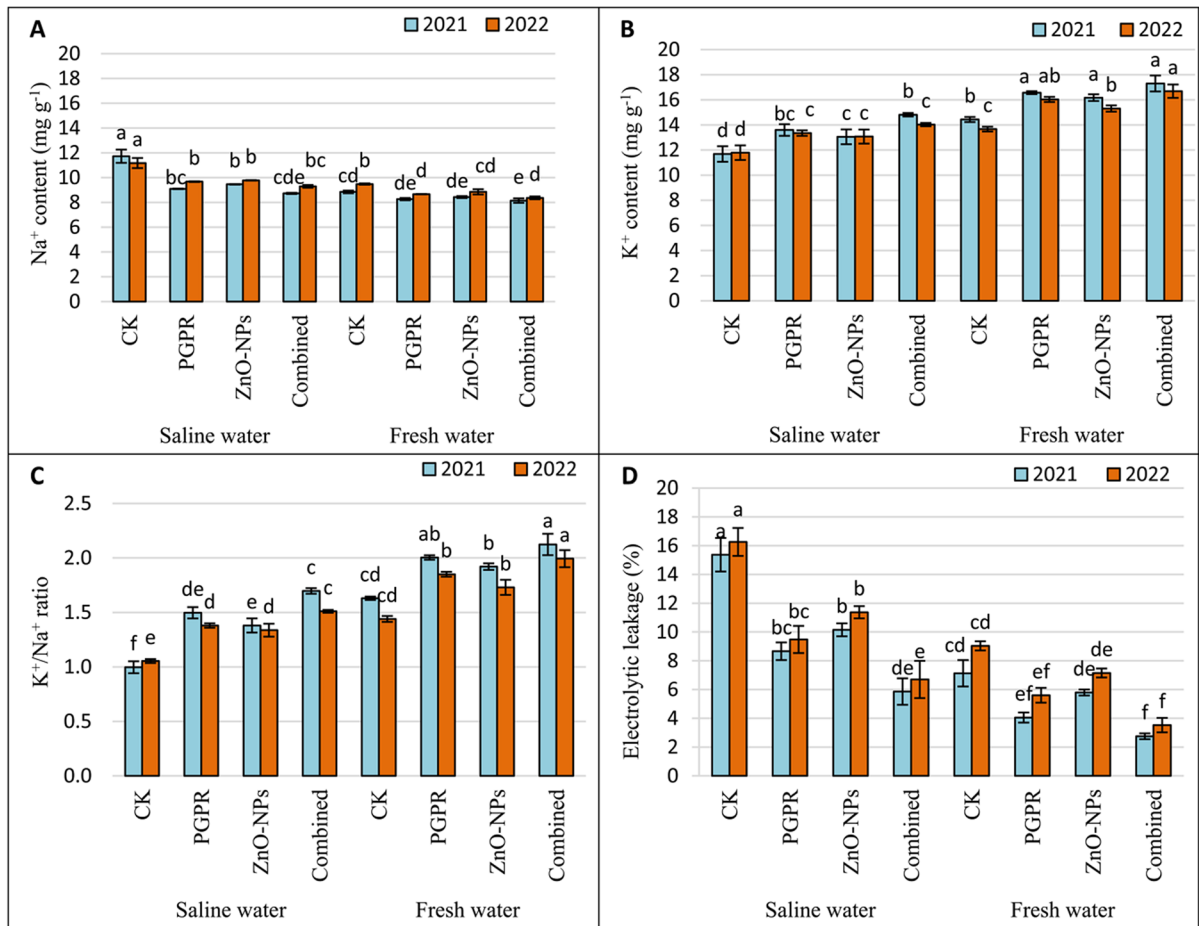 A
2021 2022
Na⁺ content (mg g⁻¹)
20
18
16
14
12
10
8
6
4
2
0
a a bc b b b cde bc cd b de d de cd e d
CK PGPR ZnO-NPs Combined CK PGPR ZnO-NPs Combined
Saline water Fresh water
B
2021 2022
K⁺ content (mg g⁻¹)
20
18
16
14
12
10
8
6
4
2
0
d d bc c c c b c b c a ab a b a a
CK PGPR ZnO-NPs Combined CK PGPR ZnO-NPs Combined
Saline water Fresh water
C
2021 2022
K⁺/Na⁺ ratio
2.5
2.0
1.5
1.0
0.5
0.0
f e de d e d c c cd cd ab b b b a a
CK PGPR ZnO-NPs Combined CK PGPR ZnO-NPs Combined
Saline water Fresh water
D
2021 2022
Electrolytic leakage (%)
20
18
16
14
12
10
8
6
4
2
0
a a bc bc b b de e cd cd ef ef de de f f
CK PGPR ZnO-NPs Combined CK PGPR ZnO-NPs Combined
Saline water Fresh water